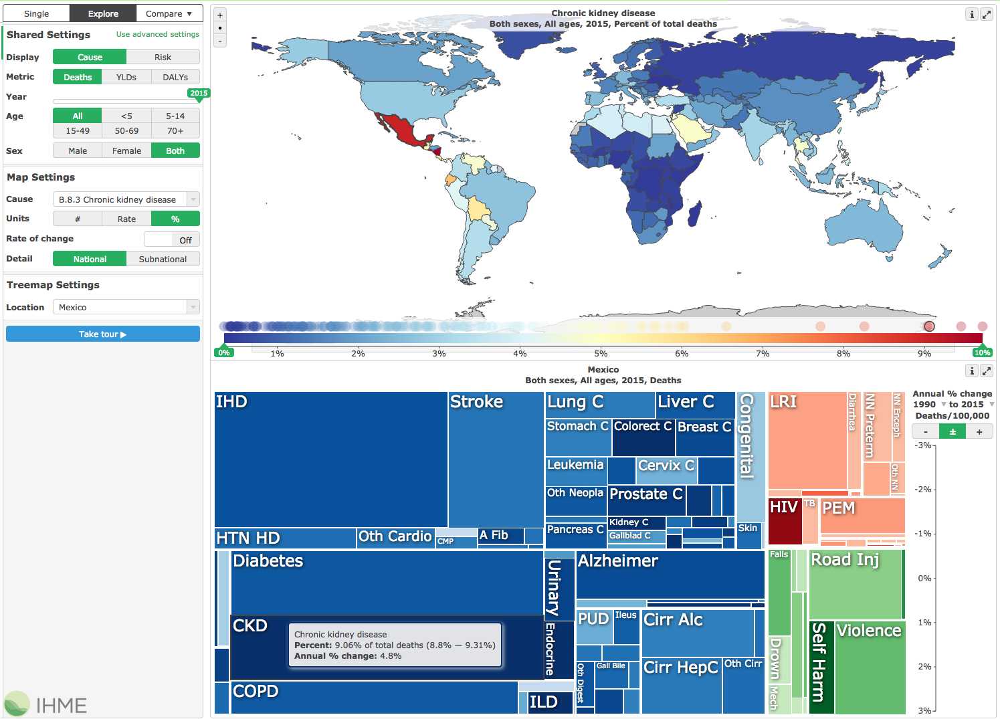 Single Explore Compare ▼
Shared Settings Use advanced settings
Display Cause Risk
Metric Deaths YLDs DALYs
Year 2015
Age All <5 5-14
15-49 50-69 70+
Sex Male Female Both
Map Settings
Cause B.8.3 Chronic kidney disease
Units # Rate %
Rate of change Off
Detail National Subnational
Treemap Settings
Location Mexico
Take tour ▶
IHME
+
-
Chronic kidney disease
Both sexes, All ages, 2015, Percent of total deaths
i
0% 1% 2% 3% 4% 5% 6% 7% 8% 9% 10%
Mexico
Both sexes, All ages, 2015, Deaths
i
IHD
Stroke
HTN HD
Oth Cardio
CMP
A Fib
Lung C
Liver C
Stomach C
Colorect C
Breast C
Leukemia
Cervix C
Oth Neopla
Prostate C
Kidney C
Pancreas C
Gallblad C
Congenital
Skin
LRI
Diarrhea
NN Preterm
NN Enceph
Oth NN
HIV
TB
PEM
Diabetes
CKD
Chronic kidney disease
Percent: 9.06% of total deaths (8.8% — 9.31%)
Annual % change: 4.8%
COPD
ILD
Urinary
Endocrine
Alzheimer
PUD
Ileus
Cirr Alc
Gall Bile
Oth Digest
Cirr HepC
Oth Cirr
Falls
Road Inj
Drown
Mech
Self Harm
Violence
Annual % change
1990 ▼ to 2015 ▼
Deaths/100,000
- ± +
-3%
-2%
-1%
0%
1%
2%
3%